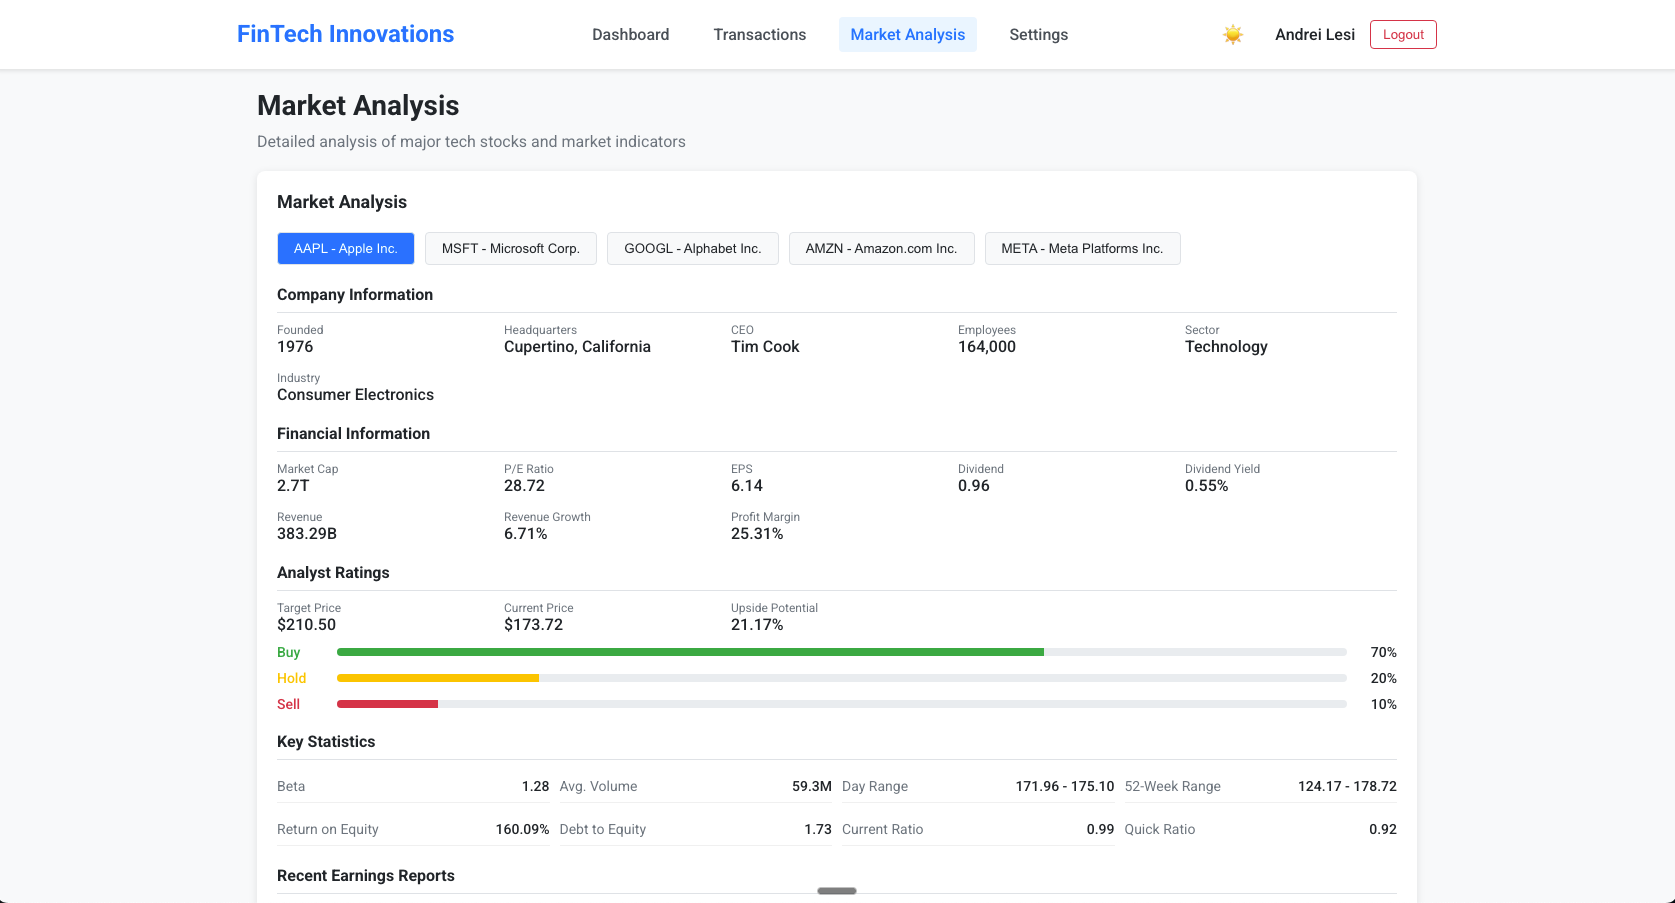 FinTech Innovations
Dashboard
Transactions
Market Analysis
Settings
Andrei Lesi
Logout
Market Analysis
Detailed analysis of major tech stocks and market indicators
Market Analysis
AAPL - Apple Inc.
MSFT - Microsoft Corp.
GOOGL - Alphabet Inc.
AMZN - Amazon.com Inc.
META - Meta Platforms Inc.
Company Information
Founded
1976
Headquarters
Cupertino, California
CEO
Tim Cook
Employees
164,000
Sector
Technology
Industry
Consumer Electronics
Financial Information
Market Cap
2.7T
P/E Ratio
28.72
EPS
6.14
Dividend
0.96
Dividend Yield
0.55%
Revenue
383.29B
Revenue Growth
6.71%
Profit Margin
25.31%
Analyst Ratings
Target Price
$210.50
Current Price
$173.72
Upside Potential
21.17%
Buy 70%
Hold 20%
Sell 10%
Key Statistics
Beta 1.28
Avg. Volume 59.3M
Day Range 171.96 - 175.10
52-Week Range 124.17 - 178.72
Return on Equity 160.09%
Debt to Equity 1.73
Current Ratio 0.99
Quick Ratio 0.92
Recent Earnings Reports